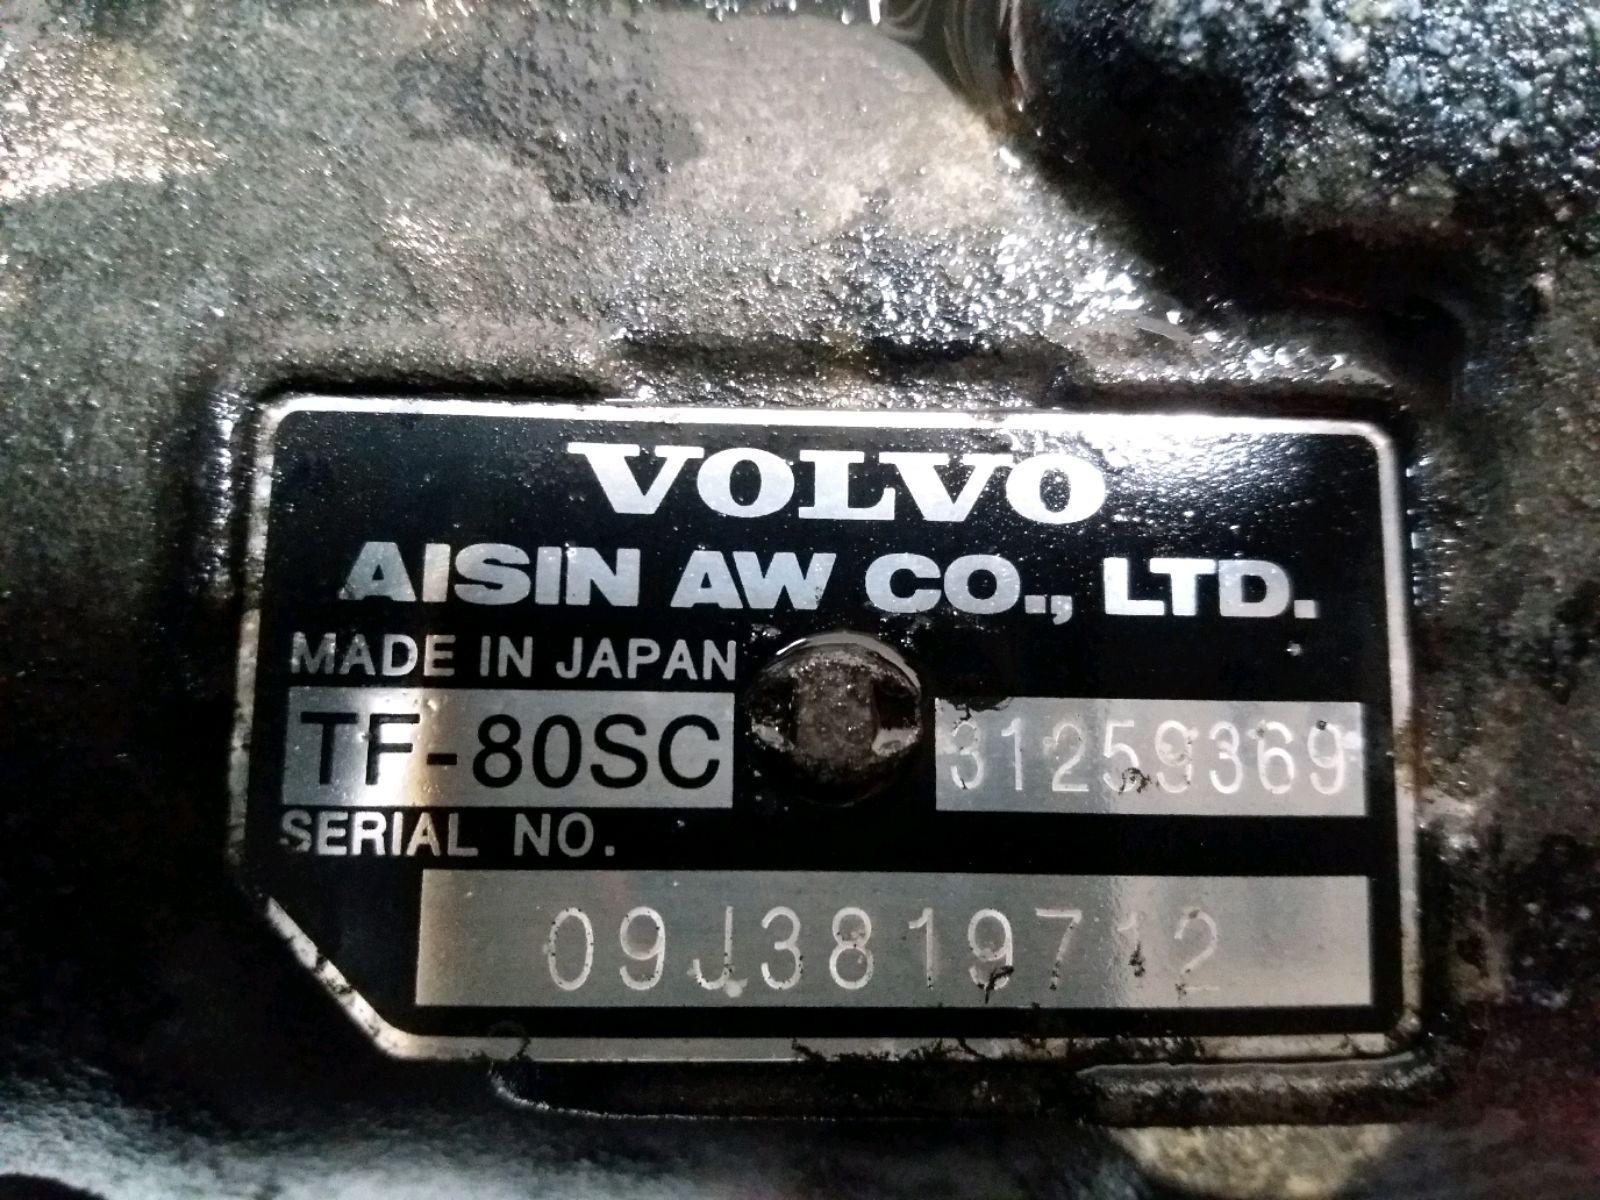 VOLVO
AISIN AW CO., LTD.
MADE IN JAPAN
TF-80SC 31259369
SERIAL NO.
09J3819712